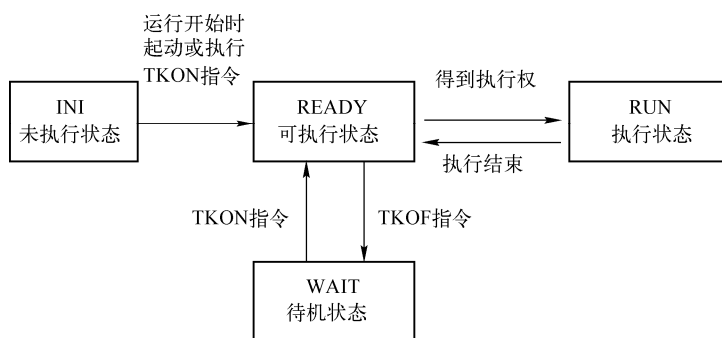 运行开始时
起动或执行
TKON指令
INI
未执行状态
READY
可执行状态
得到执行权
执行结束
RUN
执行状态
TKON指令
TKOF指令
WAIT
待机状态